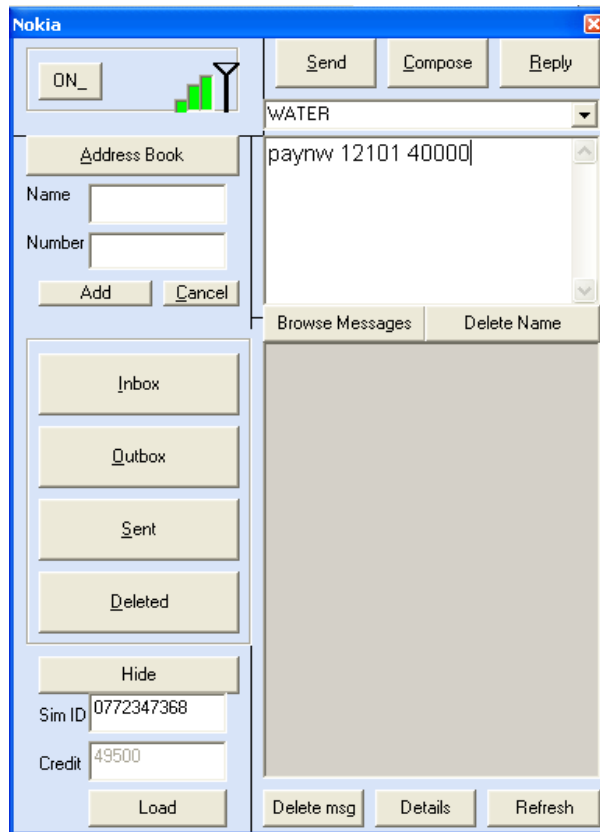 Nokia
ON_
Send Compose Reply
WATER
Address Book
paynw 12101 40000
Name
Number
Add Cancel
Browse Messages Delete Name
Inbox
Outbox
Sent
Deleted
Hide
Sim ID 0772347368
Credit 49500
Load
Delete msg Details Refresh